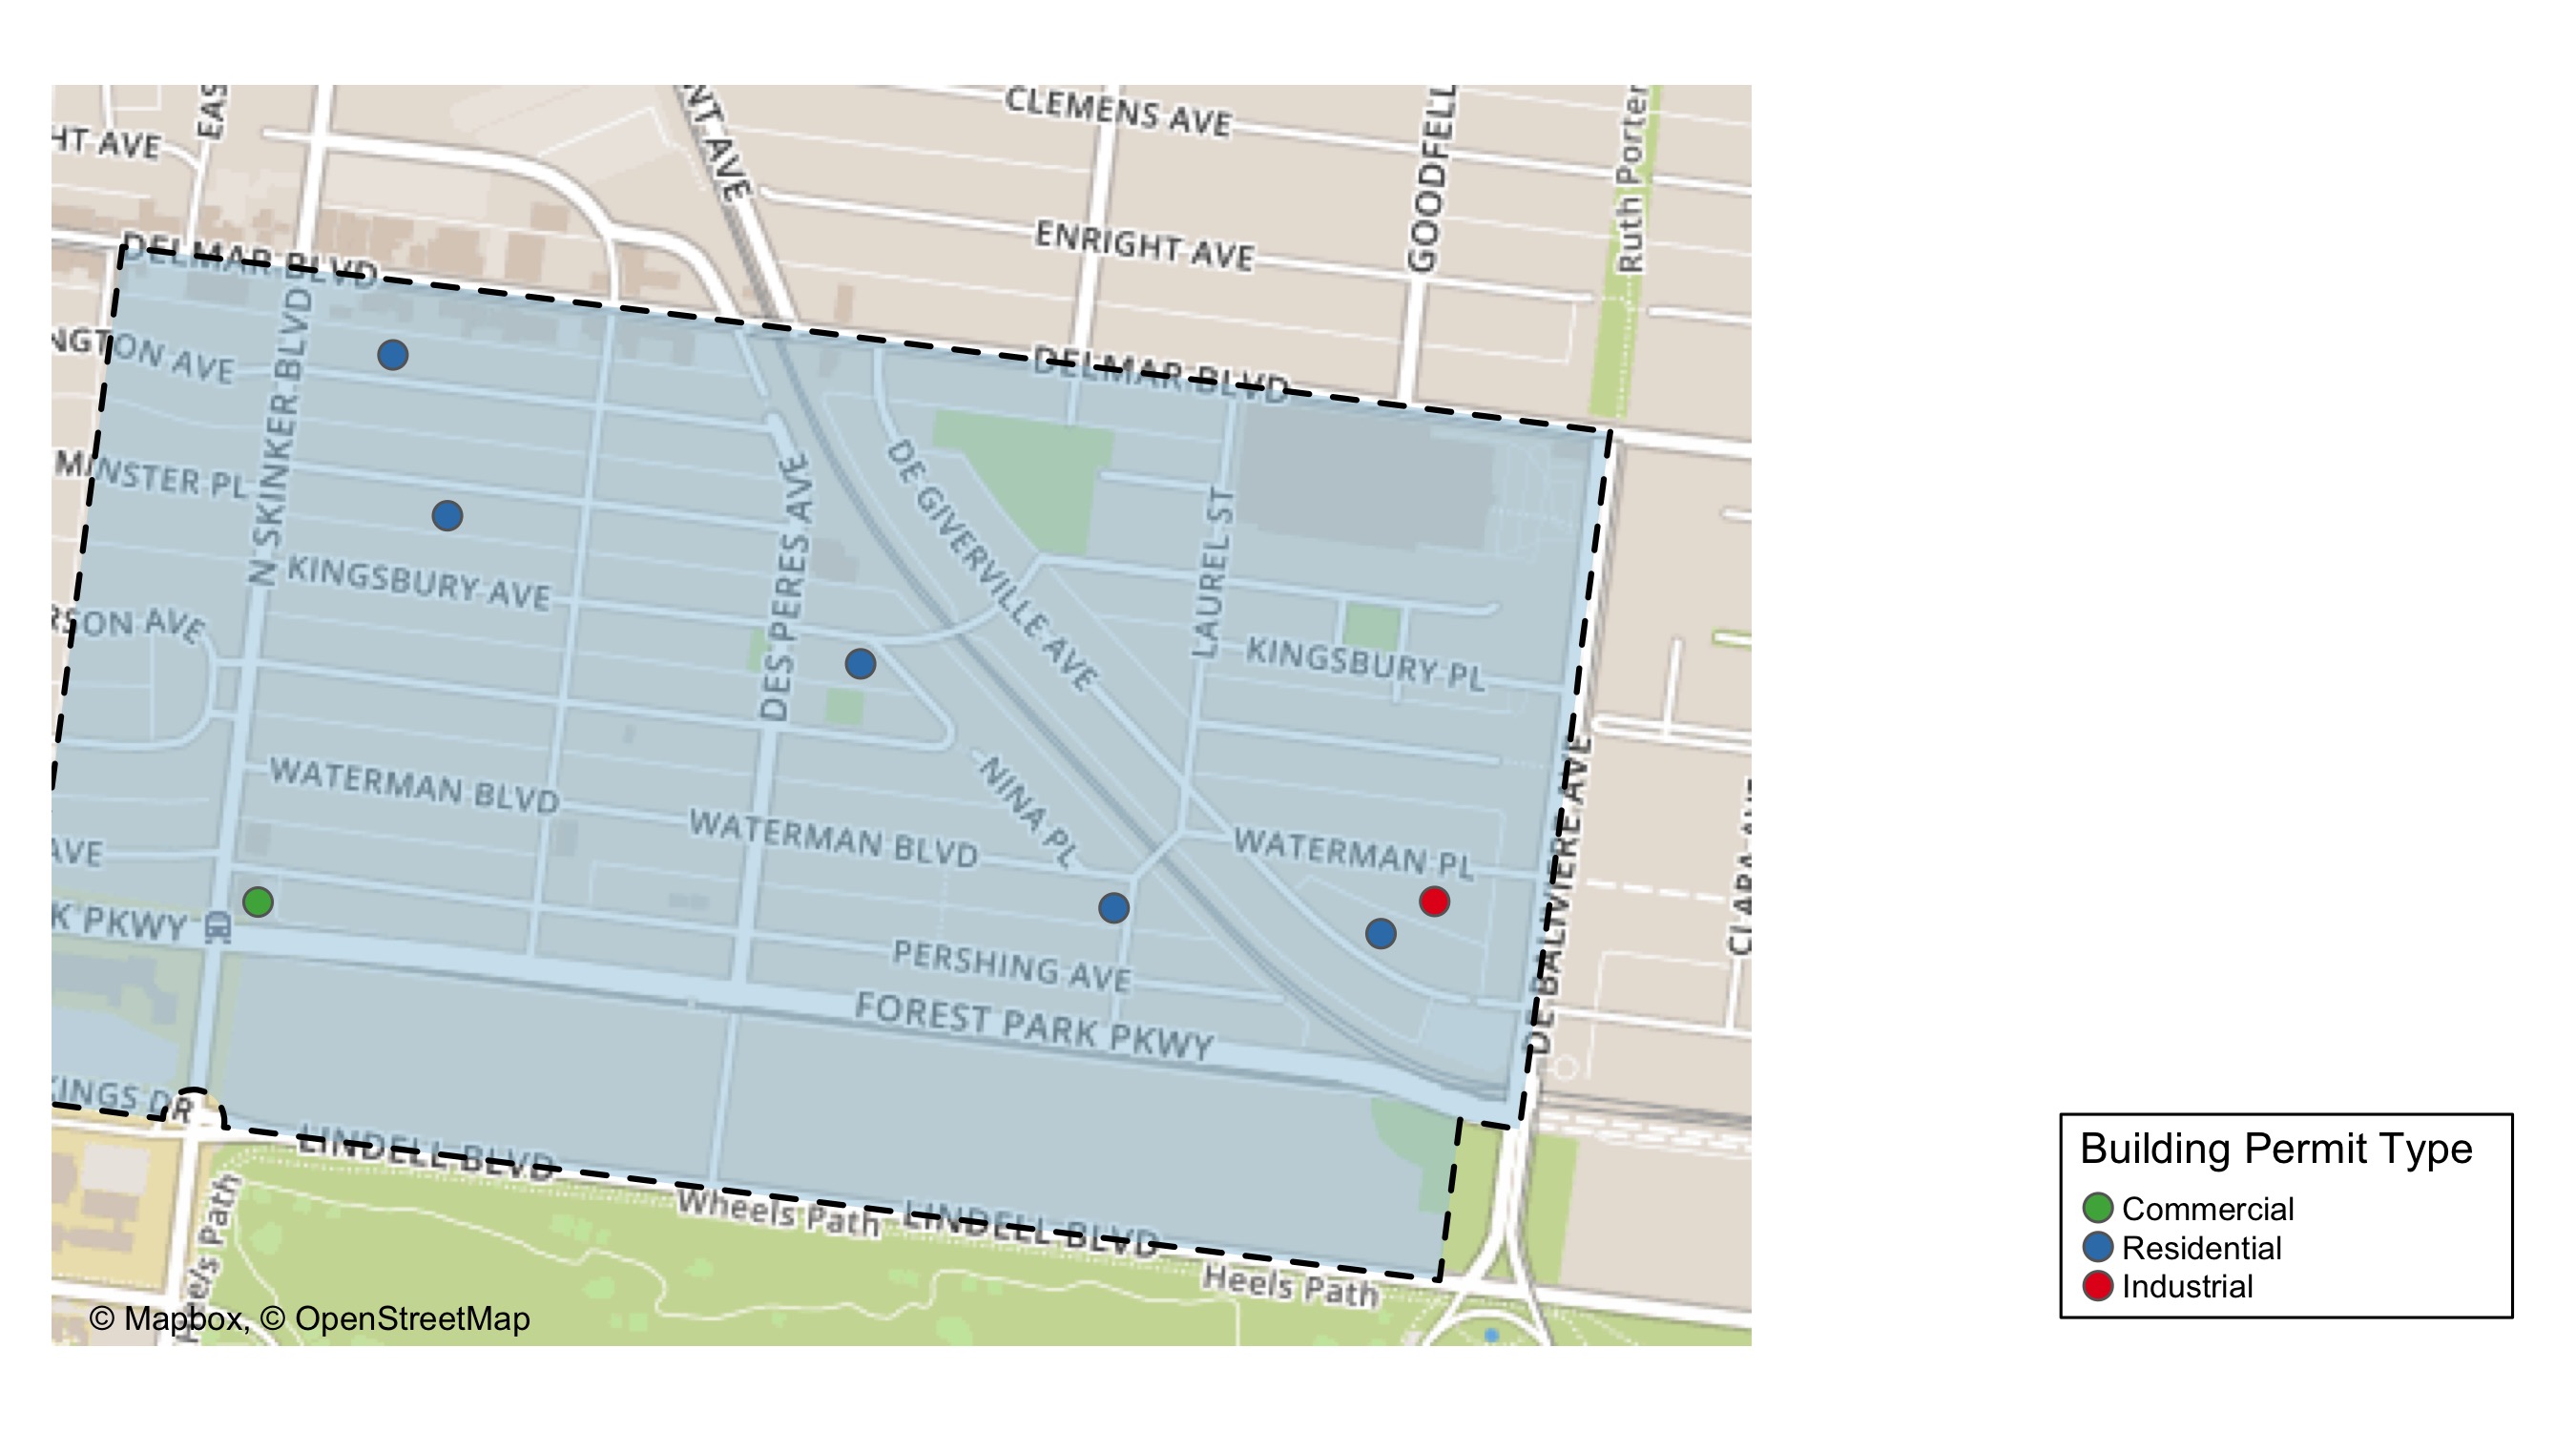 HT AVE
EAS
NT AVE
CLEMENS AVE
GOODFELL
Ruth Porter
ENRIGHT AVE
DELMAR BLVD
DELMAR BLVD
NGTON AVE
N SKINKER BLVD
MINSTER PL
DES PERES AVE
DE GIVERVILLE AVE
LAUREL ST
KINGSBURY AVE
RSON AVE
KINGSBURY PL
WATERMAN BLVD
WATERMAN BLVD
NINA PL
WATERMAN PL
DE BALIVIERE AVE
CLARA AVE
AVE
K PKWY
PERSHING AVE
FOREST PARK PKWY
KINGS DR
LINDELL BLVD
Wheels Path
LINDELL BLVD
Heels Path
Heels Path
© Mapbox, © OpenStreetMap
Building Permit Type
Commercial
Residential
Industrial